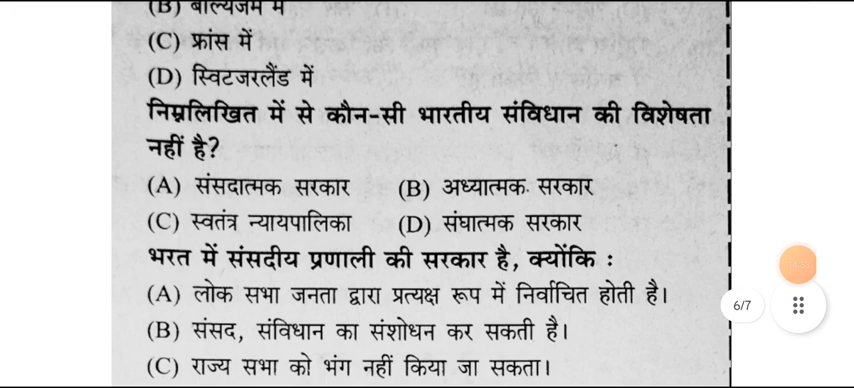 (B) बेल्जियम में
(C) फ्रांस में
(D) स्विटजरलैंड में
निम्नलिखित में से कौन-सी भारतीय संविधान की विशेषता
नहीं है?
(A) संसदात्मक सरकार (B) अध्यात्मक सरकार
(C) स्वतंत्र न्यायपालिका (D) संघात्मक सरकार
भरत में संसदीय प्रणाली की सरकार है, क्योंकि :
(A) लोक सभा जनता द्वारा प्रत्यक्ष रूप में निर्वाचित होती है।
(B) संसद, संविधान का संशोधन कर सकती है।
6/7
(C) राज्य सभा को भंग नहीं किया जा सकता।